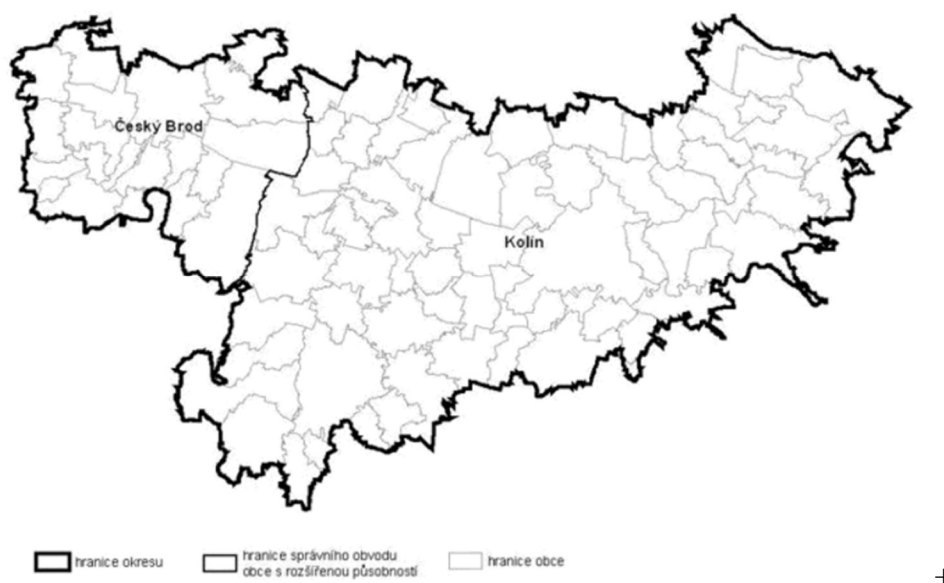 Český Brod
Kolín
hranice okresu
hranice správního obvodu
obce s rozšířenou působností
hranice obce